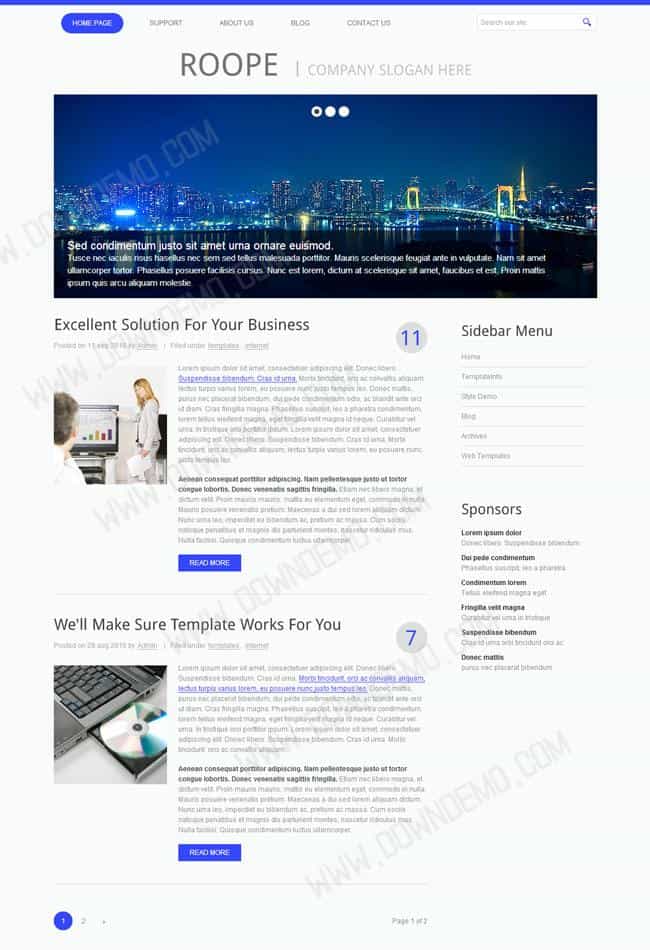 HOME PAGE
SUPPORT
ABOUT US
BLOG
CONTACT US
Search our site:
ROOPE
COMPANY SLOGAN HERE
Sed condimentum justo sit amet urna ornare euismod.
Tusce nec iaculis risus hasellus nec sem sed tellus malesuada porttitor. Mauris scelerisque feugiat ante in vulputate. Nam sit amet
ullamcorper tortor. Phasellus posuere facilisis cursus. Nunc est lorem, dictum at scelerisque sit amet, faucibus et est. Proin mattis
ipsum quis arcu aliquam molestie.
Excellent Solution For Your Business
11
Posted on 11 sep 2018 by Admin | Filed under templates, internet
Lorem ipsum dolor sit amet, consectetuer adipiscing elit. Donec libero.
Suspendisse bibendum. Cras id urna. Morbi tincidunt, orci ac convallis aliquam,
lectus turpis varius lorem, eu posuere nunc justo tempus leo. Donec mattis,
purus nec placerat bibendum, dui pede condimentum odio, ac blandit ante orci
ut diam. Cras fringilla magna. Phasellus suscipit, leo a pharetra condimentum,
lorem tellus eleifend magna, eget fringilla velit magna id neque. Curabitur vel
urna. In tristique orci porttitor ipsum. Lorem ipsum dolor sit amet, consectetuer
adipiscing elit. Donec libero. Suspendisse bibendum. Cras id urna. Morbi
tincidunt, orci ac convallis aliquam, lectus turpis varius lorem, eu posuere nunc
justo tempus leo.
Aenean consequat porttitor adipiscing. Nam pellentesque justo ut tortor
congue lobortis. Donec venenatis sagittis fringilla. Etiam nec libero magna, et
dictum velit. Proin mauris mauris, mattis eu elementum eget, commodo in nulla.
Mauris posuere venenatis pretium. Maecenas a dui sed lorem aliquam dictum.
Nunc urna leo, imperdiet eu bibendum ac, pretium ac massa. Cum sociis
natoque penatibus et magnis dis parturient montes, nascetur ridiculus mus.
Nulla facilisi. Quisque condimentum luctus ullamcorper.
READ MORE
We'll Make Sure Template Works For You
7
Posted on 29 aug 2018 by Admin | Filed under templates, internet
Lorem ipsum dolor sit amet, consectetuer adipiscing elit. Donec libero.
Suspendisse bibendum. Cras id urna. Morbi tincidunt, orci ac convallis aliquam,
lectus turpis varius lorem, eu posuere nunc justo tempus leo. Donec mattis,
purus nec placerat bibendum, dui pede condimentum odio, ac blandit ante orci
ut diam. Cras fringilla magna. Phasellus suscipit, leo a pharetra condimentum,
lorem tellus eleifend magna, eget fringilla velit magna id neque. Curabitur vel
urna. In tristique orci porttitor ipsum. Lorem ipsum dolor sit amet, consectetuer
adipiscing elit. Donec libero. Suspendisse bibendum. Cras id urna. Morbi
tincidunt, orci ac convallis aliquam.
Aenean consequat porttitor adipiscing. Nam pellentesque justo ut tortor
congue lobortis. Donec venenatis sagittis fringilla. Etiam nec libero magna, et
dictum velit. Proin mauris mauris, mattis eu elementum eget, commodo in nulla.
Mauris posuere venenatis pretium. Maecenas a dui sed lorem aliquam dictum.
Nunc urna leo, imperdiet eu bibendum ac, pretium ac massa. Cum sociis
natoque penatibus et magnis dis parturient montes, nascetur ridiculus mus.
Nulla facilisi. Quisque condimentum luctus ullamcorper.
READ MORE
1 2 »
Page 1 of 2
Sidebar Menu
Home
TemplateInfo
Style Demo
Blog
Archives
Web Templates
Sponsors
Lorem ipsum dolor
Donec libero. Suspendisse bibendum
Dui pede condimentum
Phasellus suscipit, leo a pharetra
Condimentum lorem
Tellus eleifend magna eget
Fringilla velit magna
Curabitur vel urna in tristique
Suspendisse bibendum
Cras id urna orbi tincidunt orci ac
Donec mattis
purus nec placerat bibendum
WWW.DOWNDEMO.COM
WWW.DOWNDEMO.COM
WWW.DOWNDEMO.COM
WWW.DOWNDEMO.COM
WWW.DOWNDEMO.COM